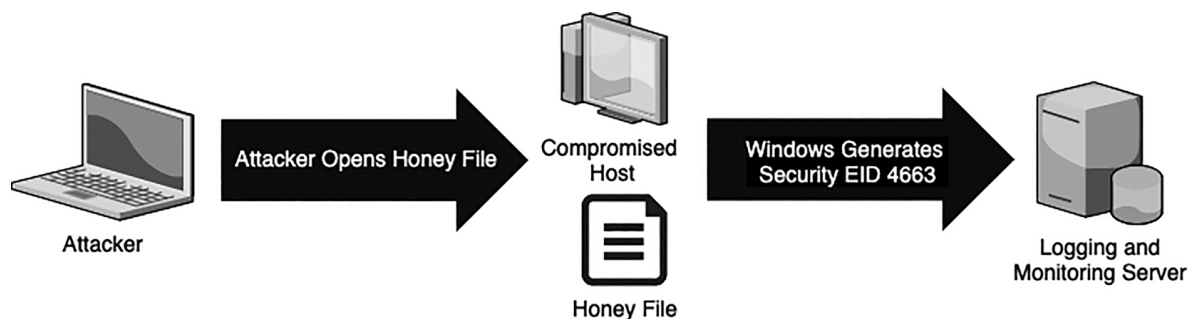 Attacker
Attacker Opens Honey File
Compromised
Host
Honey File
Windows Generates
Security EID 4663
Logging and
Monitoring Server